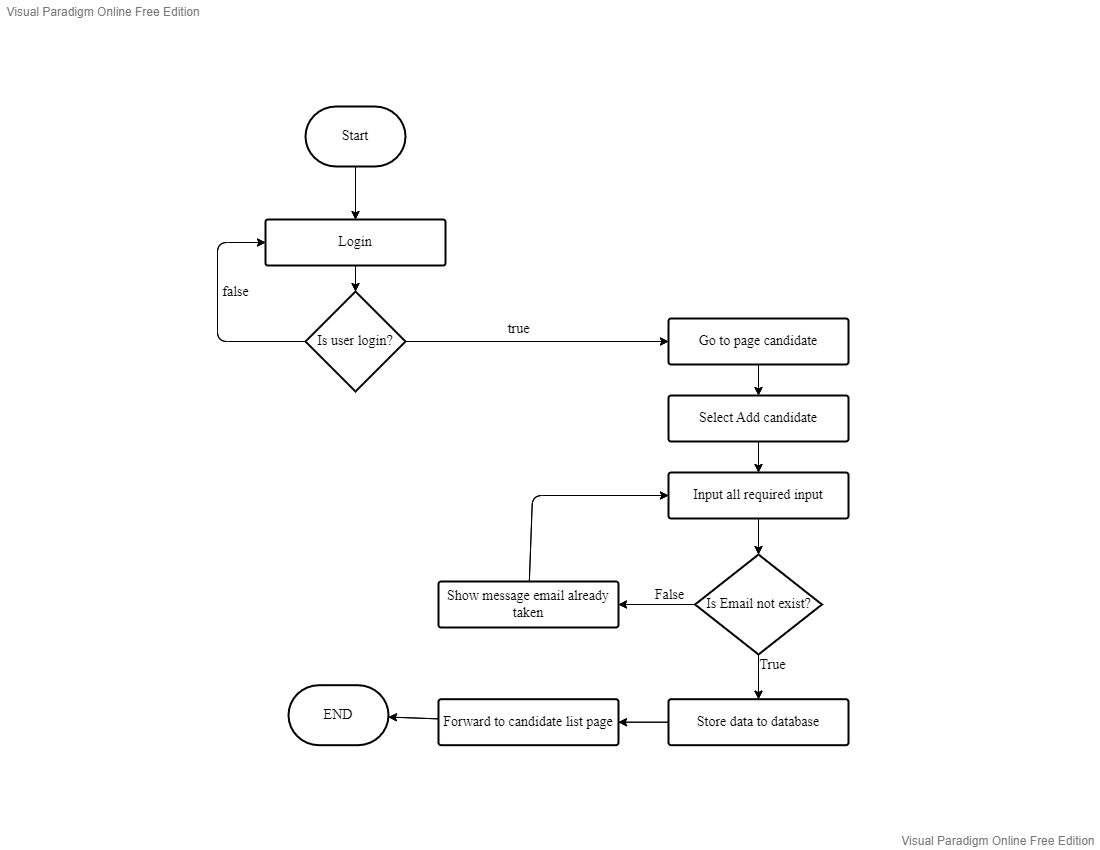 Visual Paradigm Online Free Edition
Start
Login
false
Is user login?
true
Go to page candidate
Select Add candidate
Input all required input
Is Email not exist?
False
Show message email already
taken
True
Store data to database
Forward to candidate list page
END
Visual Paradigm Online Free Edition